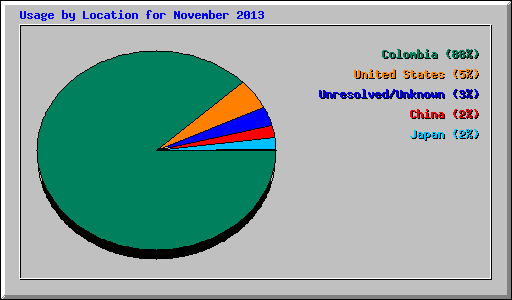 Usage by Location for November 2013
Colombia (88%)
United States (5%)
Unresolved/Unknown (3%)
China (2%)
Japan (2%)